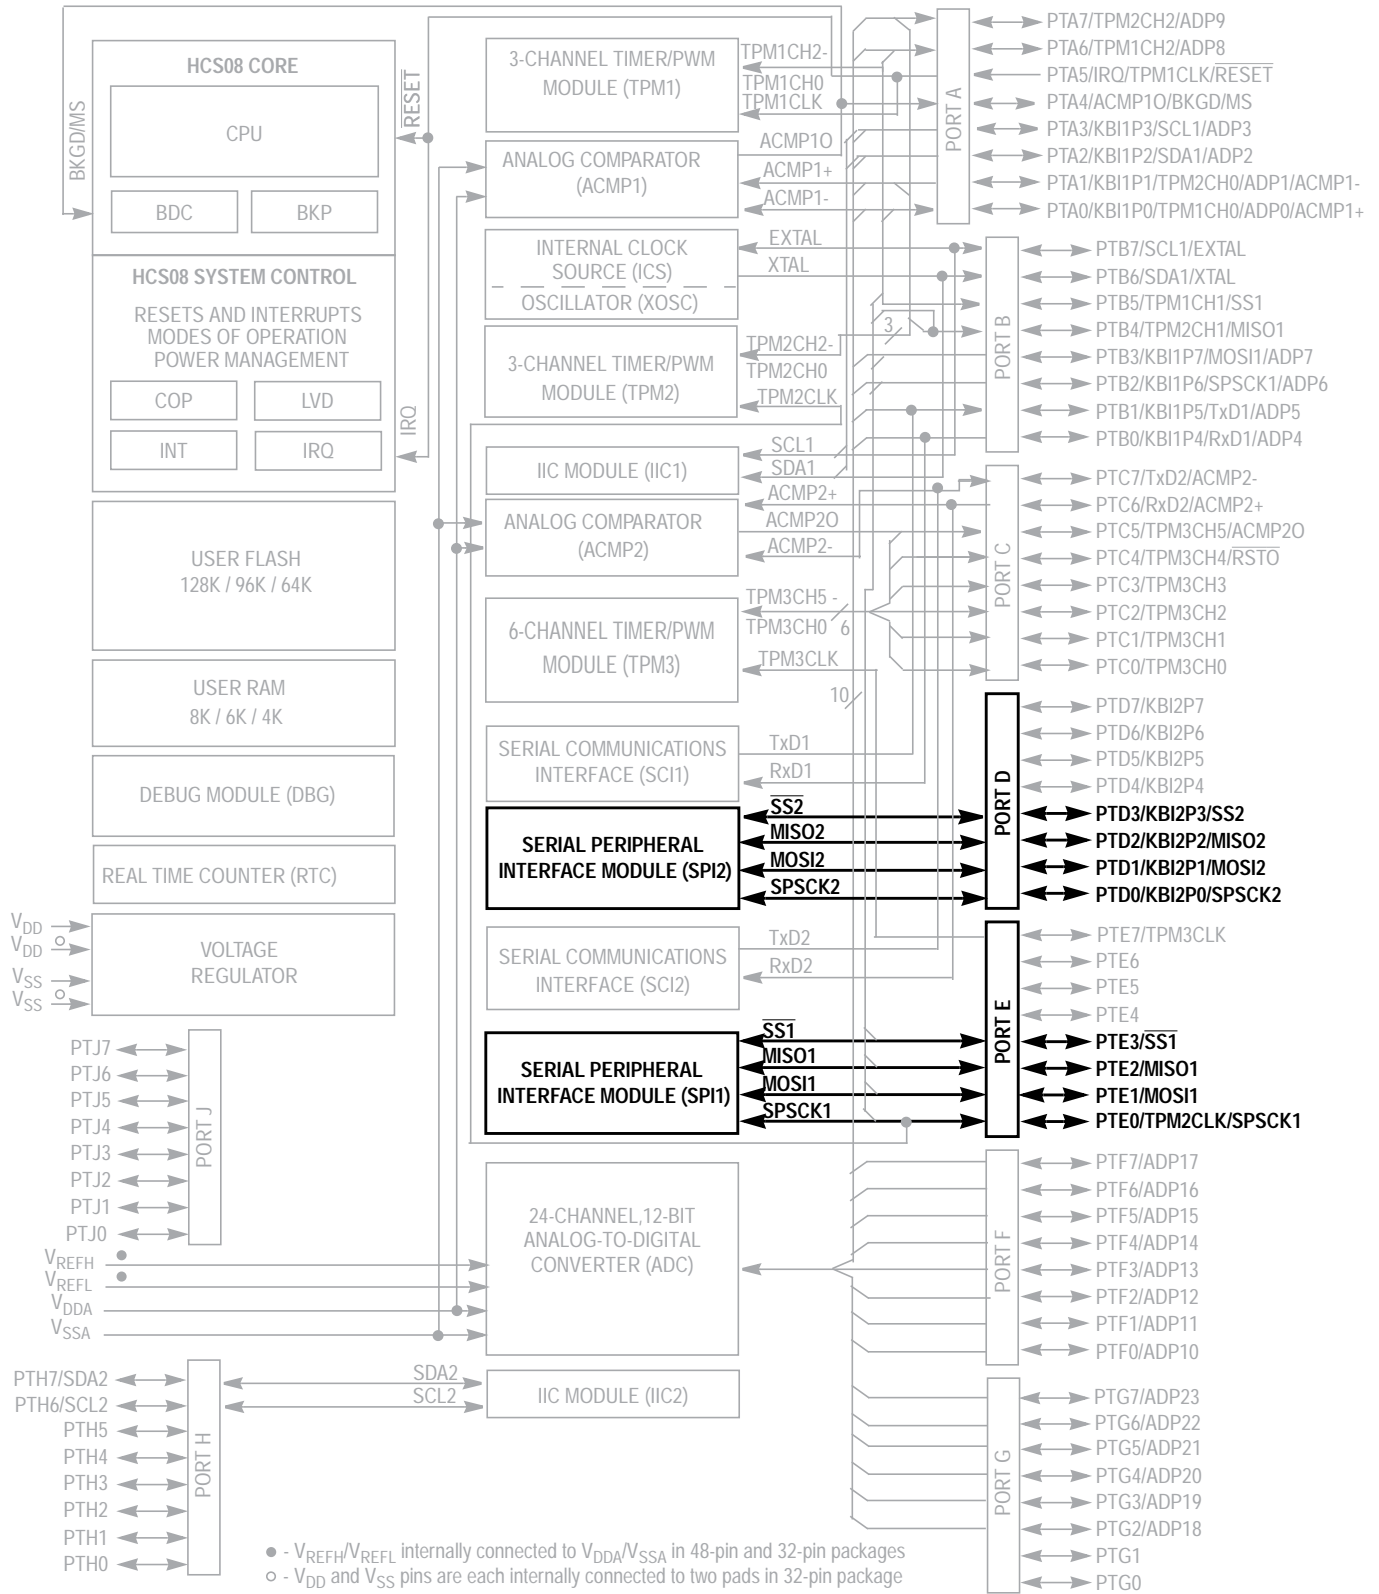 BKGD/MS
HCS08 CORE
CPU
BDC
BKP
RESET
HCS08 SYSTEM CONTROL
RESETS AND INTERRUPTS
MODES OF OPERATION
POWER MANAGEMENT
COP
LVD
INT
IRQ
IRQ
USER FLASH
128K / 96K / 64K
USER RAM
8K / 6K / 4K
DEBUG MODULE (DBG)
REAL TIME COUNTER (RTC)
VDD
VDD
VSS
VSS
VOLTAGE
REGULATOR
PTJ7
PTJ6
PTJ5
PTJ4
PTJ3
PTJ2
PTJ1
PTJ0
PORT J
VREFH
VREFL
VDDA
VSSA
PTH7/SDA2
PTH6/SCL2
PTH5
PTH4
PTH3
PTH2
PTH1
PTH0
PORT H
SDA2
SCL2
3-CHANNEL TIMER/PWM
MODULE (TPM1)
TPM1CH2-
TPM1CH0
TPM1CLK
ANALOG COMPARATOR
(ACMP1)
ACMP1O
ACMP1+
ACMP1-
INTERNAL CLOCK
SOURCE (ICS)
OSCILLATOR (XOSC)
EXTAL
XTAL
3-CHANNEL TIMER/PWM
MODULE (TPM2)
TPM2CH2-
TPM2CH0
TPM2CLK
3
IIC MODULE (IIC1)
SCL1
SDA1
ANALOG COMPARATOR
(ACMP2)
ACMP2+
ACMP2O
ACMP2-
6-CHANNEL TIMER/PWM
MODULE (TPM3)
TPM3CH5 -
TPM3CH0
6
TPM3CLK
10
SERIAL COMMUNICATIONS
INTERFACE (SCI1)
TxD1
RxD1
SERIAL PERIPHERAL
INTERFACE MODULE (SPI2)
SS2
MISO2
MOSI2
SPSCK2
SERIAL COMMUNICATIONS
INTERFACE (SCI2)
TxD2
RxD2
SERIAL PERIPHERAL
INTERFACE MODULE (SPI1)
SS1
MISO1
MOSI1
SPSCK1
24-CHANNEL,12-BIT
ANALOG-TO-DIGITAL
CONVERTER (ADC)
IIC MODULE (IIC2)
PORT A
PTA7/TPM2CH2/ADP9
PTA6/TPM1CH2/ADP8
PTA5/IRQ/TPM1CLK/RESET
PTA4/ACMP1O/BKGD/MS
PTA3/KBI1P3/SCL1/ADP3
PTA2/KBI1P2/SDA1/ADP2
PTA1/KBI1P1/TPM2CH0/ADP1/ACMP1-
PTA0/KBI1P0/TPM1CH0/ADP0/ACMP1+
PORT B
PTB7/SCL1/EXTAL
PTB6/SDA1/XTAL
PTB5/TPM1CH1/SS1
PTB4/TPM2CH1/MISO1
PTB3/KBI1P7/MOSI1/ADP7
PTB2/KBI1P6/SPSCK1/ADP6
PTB1/KBI1P5/TxD1/ADP5
PTB0/KBI1P4/RxD1/ADP4
PORT C
PTC7/TxD2/ACMP2-
PTC6/RxD2/ACMP2+
PTC5/TPM3CH5/ACMP2O
PTC4/TPM3CH4/RSTO
PTC3/TPM3CH3
PTC2/TPM3CH2
PTC1/TPM3CH1
PTC0/TPM3CH0
PORT D
PTD7/KBI2P7
PTD6/KBI2P6
PTD5/KBI2P5
PTD4/KBI2P4
PTD3/KBI2P3/SS2
PTD2/KBI2P2/MISO2
PTD1/KBI2P1/MOSI2
PTD0/KBI2P0/SPSCK2
PORT E
PTE7/TPM3CLK
PTE6
PTE5
PTE4
PTE3/SS1
PTE2/MISO1
PTE1/MOSI1
PTE0/TPM2CLK/SPSCK1
PORT F
PTF7/ADP17
PTF6/ADP16
PTF5/ADP15
PTF4/ADP14
PTF3/ADP13
PTF2/ADP12
PTF1/ADP11
PTF0/ADP10
PORT G
PTG7/ADP23
PTG6/ADP22
PTG5/ADP21
PTG4/ADP20
PTG3/ADP19
PTG2/ADP18
PTG1
PTG0
● - VREFH/VREFL internally connected to VDDA/VSSA in 48-pin and 32-pin packages
○ - VDD and VSS pins are each internally connected to two pads in 32-pin package